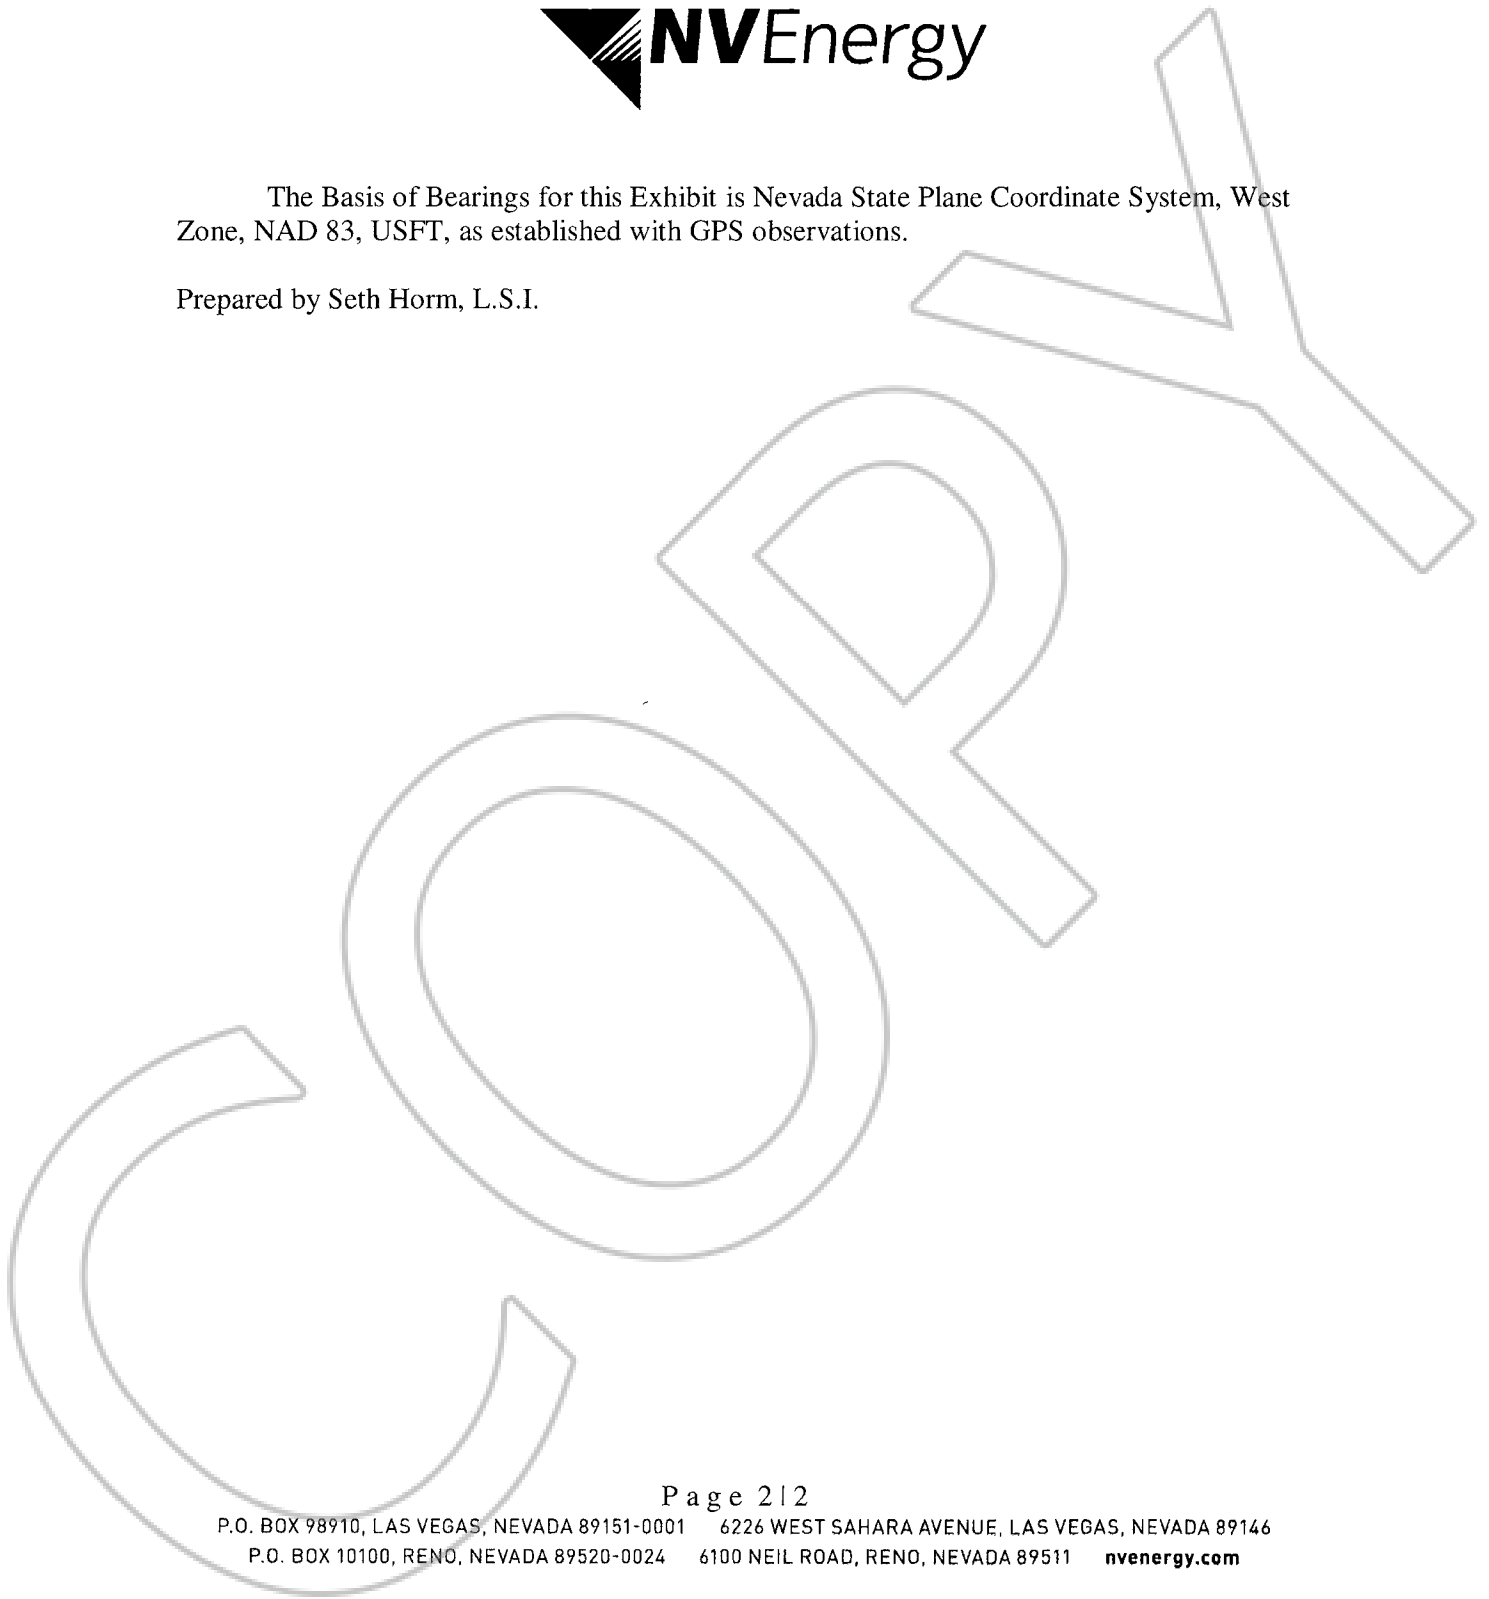 NVEnergy
The Basis of Bearings for this Exhibit is Nevada State Plane Coordinate System, West
Zone, NAD 83, USFT, as established with GPS observations.
Prepared by Seth Horm, L.S.I.
COPY
Page 2|2
P.O. BOX 98910, LAS VEGAS, NEVADA 89151-0001 6226 WEST SAHARA AVENUE, LAS VEGAS, NEVADA 89146
P.O. BOX 10100, RENO, NEVADA 89520-0024 6100 NEIL ROAD, RENO, NEVADA 89511 nvenergy.com